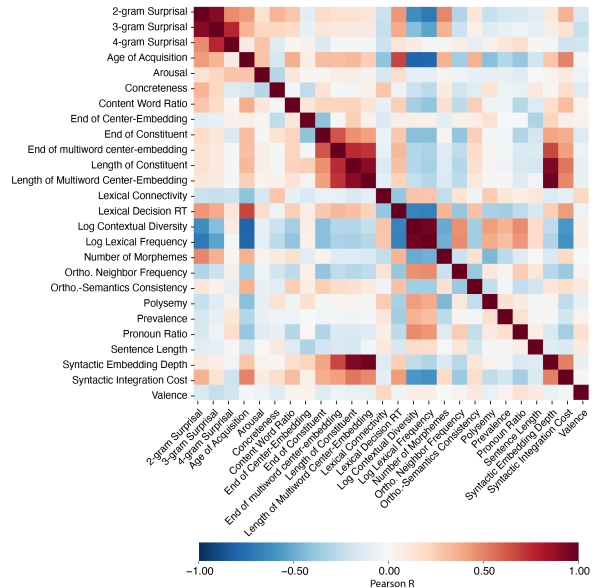 2-gram Surprisal
3-gram Surprisal
4-gram Surprisal
Age of Acquisition
Arousal
Concreteness
Content Word Ratio
End of Center-Embedding
End of Constituent
End of multiword center-embedding
Length of Constituent
Length of Multiword Center-Embedding
Lexical Connectivity
Lexical Decision RT
Log Contextual Diversity
Log Lexical Frequency
Number of Morphemes
Ortho. Neighbor Frequency
Ortho.-Semantics Consistency
Polysemy
Prevalence
Pronoun Ratio
Sentence Length
Syntactic Embedding Depth
Syntactic Integration Cost
Valence
2-gram Surprisal
3-gram Surprisal
4-gram Surprisal
Age of Acquisition
Arousal
Concreteness
Content Word Ratio
End of Center-Embedding
End of Constituent
End of multiword center-embedding
Length of Constituent
Length of Multiword Center-Embedding
Lexical Connectivity
Lexical Decision RT
Log Contextual Diversity
Log Lexical Frequency
Number of Morphemes
Ortho. Neighbor Frequency
Ortho.-Semantics Consistency
Polysemy
Prevalence
Pronoun Ratio
Sentence Length
Syntactic Embedding Depth
Syntactic Integration Cost
Valence
−1.00 −0.50 0.00 0.50 1.00
Pearson R